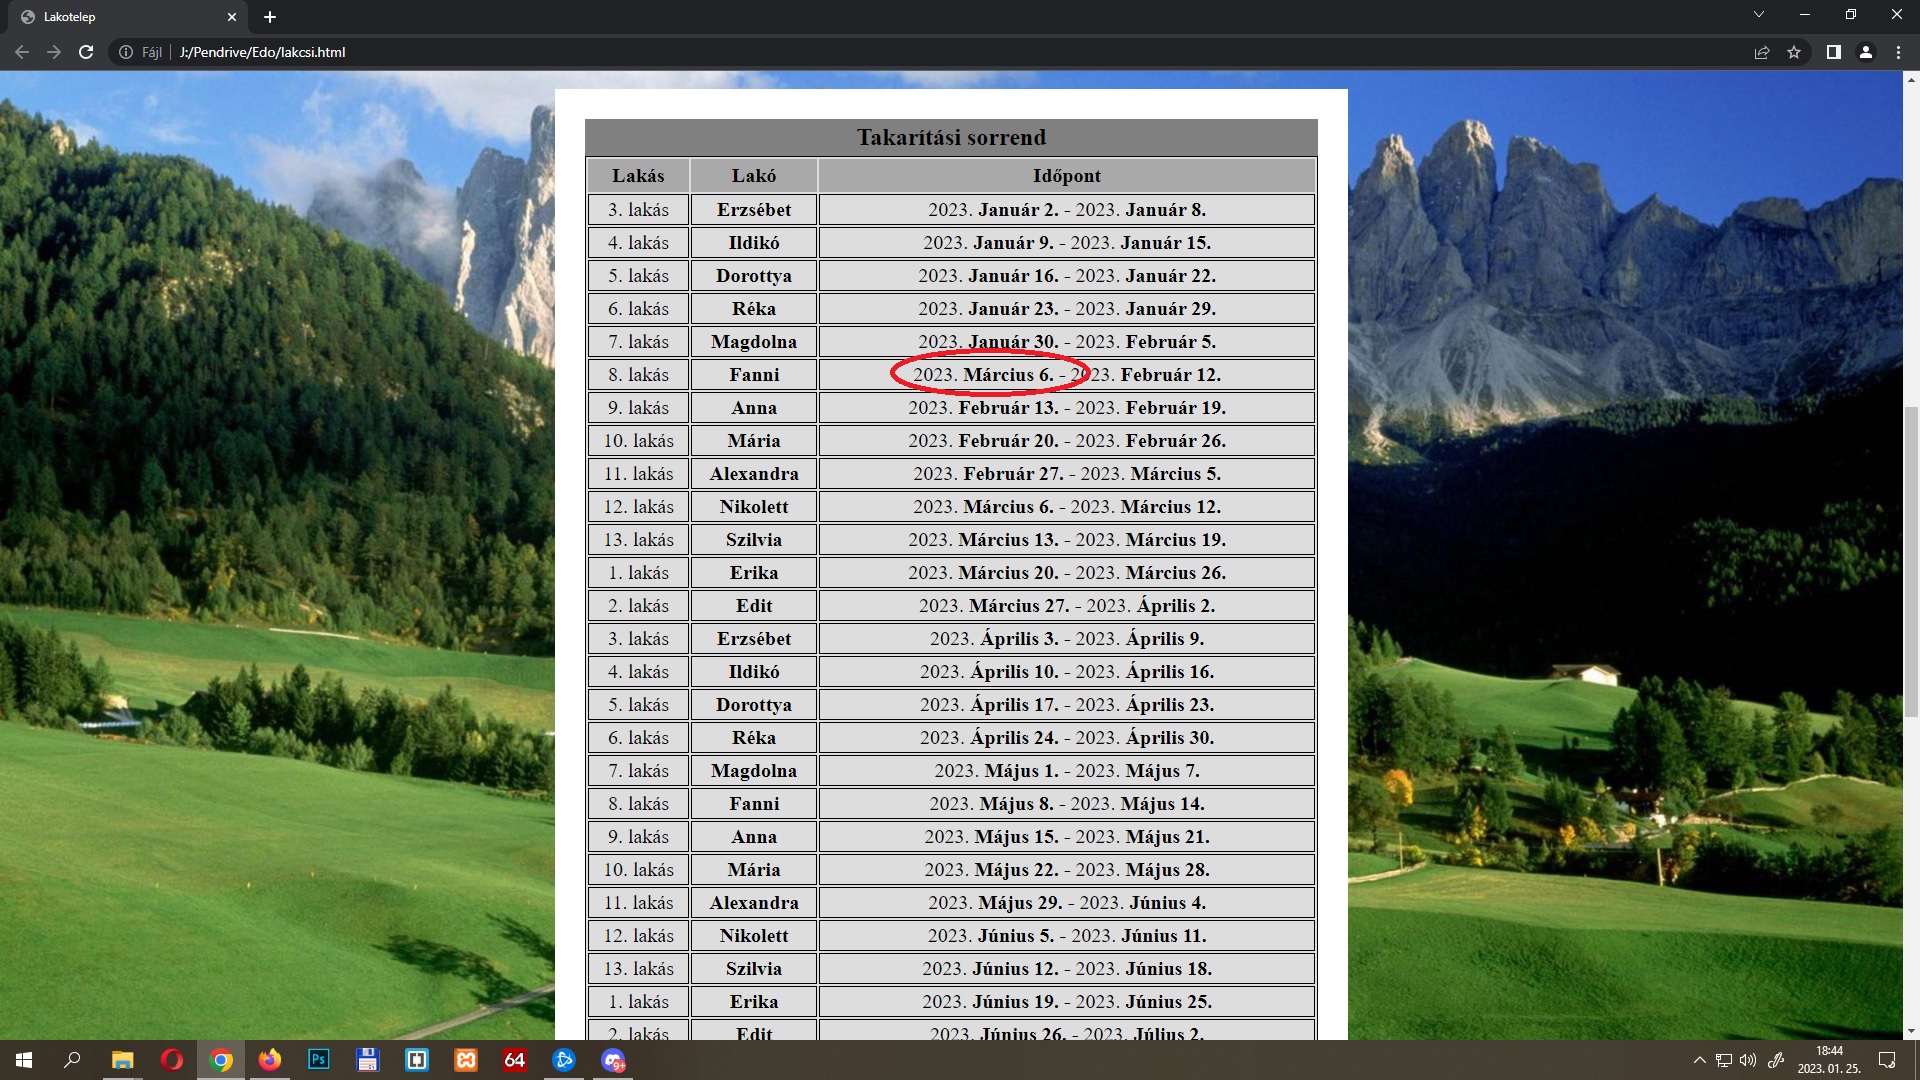 Lakotelep
Fájl J:/Pendrive/Edo/lakcsi.html
Takarítási sorrend
Lakás Lakó Időpont
3. lakás Erzsébet 2023. Január 2. - 2023. Január 8.
4. lakás Ildikó 2023. Január 9. - 2023. Január 15.
5. lakás Dorottya 2023. Január 16. - 2023. Január 22.
6. lakás Réka 2023. Január 23. - 2023. Január 29.
7. lakás Magdolna 2023. Január 30. - 2023. Február 5.
8. lakás Fanni 2023. Március 6. - 2023. Február 12.
9. lakás Anna 2023. Február 13. - 2023. Február 19.
10. lakás Mária 2023. Február 20. - 2023. Február 26.
11. lakás Alexandra 2023. Február 27. - 2023. Március 5.
12. lakás Nikolett 2023. Március 6. - 2023. Március 12.
13. lakás Szilvia 2023. Március 13. - 2023. Március 19.
1. lakás Erika 2023. Március 20. - 2023. Március 26.
2. lakás Edit 2023. Március 27. - 2023. Április 2.
3. lakás Erzsébet 2023. Április 3. - 2023. Április 9.
4. lakás Ildikó 2023. Április 10. - 2023. Április 16.
5. lakás Dorottya 2023. Április 17. - 2023. Április 23.
6. lakás Réka 2023. Április 24. - 2023. Április 30.
7. lakás Magdolna 2023. Május 1. - 2023. Május 7.
8. lakás Fanni 2023. Május 8. - 2023. Május 14.
9. lakás Anna 2023. Május 15. - 2023. Május 21.
10. lakás Mária 2023. Május 22. - 2023. Május 28.
11. lakás Alexandra 2023. Május 29. - 2023. Június 4.
12. lakás Nikolett 2023. Június 5. - 2023. Június 11.
13. lakás Szilvia 2023. Június 12. - 2023. Június 18.
1. lakás Erika 2023. Június 19. - 2023. Június 25.
2. lakás Edit 2023. Június 26. - 2023. Július 2.
Ps
64
9+
18:44
2023. 01. 25.